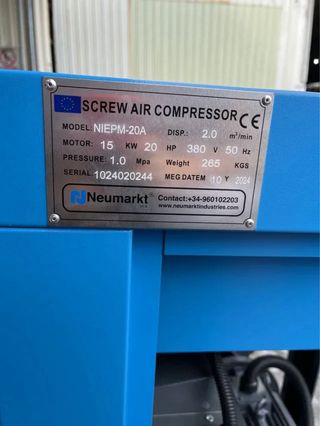 SCREW AIR COMPRESSOR CE
MODEL NIEPM-20A DISP.: 2.0 m³/min
MOTOR: 15 KW 20 HP 380 V 50 Hz
PRESSURE: 1.0 Mpa Weight 265 KGS
SERIAL 1024020244 MEG DATEM 10 Y 2024
Neumarkt Contact:+34-960102203
www.neumarktindustries.com